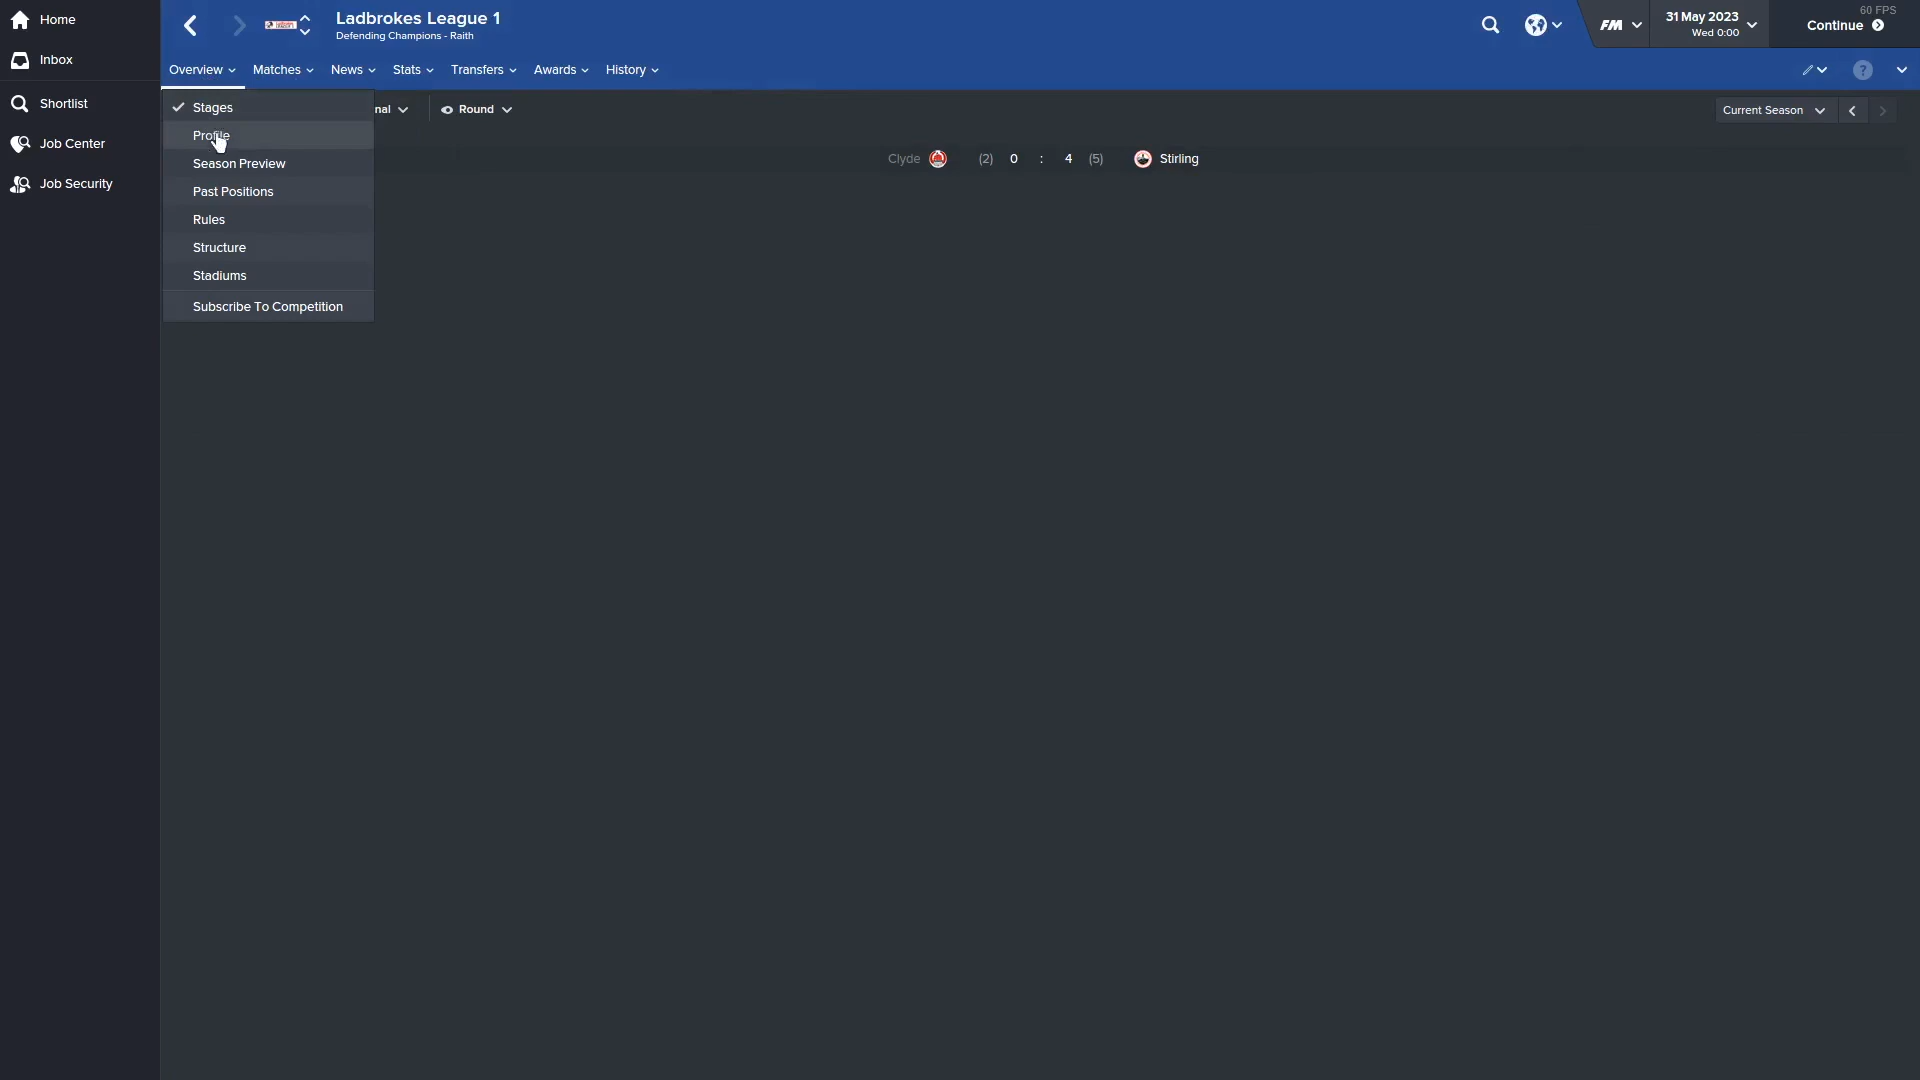 Home
Inbox
Shortlist
Job Center
Job Security
Ladbrokes League 1
Defending Champions - Raith
FM
31 May 2023
Wed 0:00
60 FPS
Continue
Overview
Matches
News
Stats
Transfers
Awards
History
?
Stages
Profile
Season Preview
Past Positions
Rules
Structure
Stadiums
Subscribe To Competition
nal
Round
Current Season
Clyde (2) 0 : 4 (5) Stirling